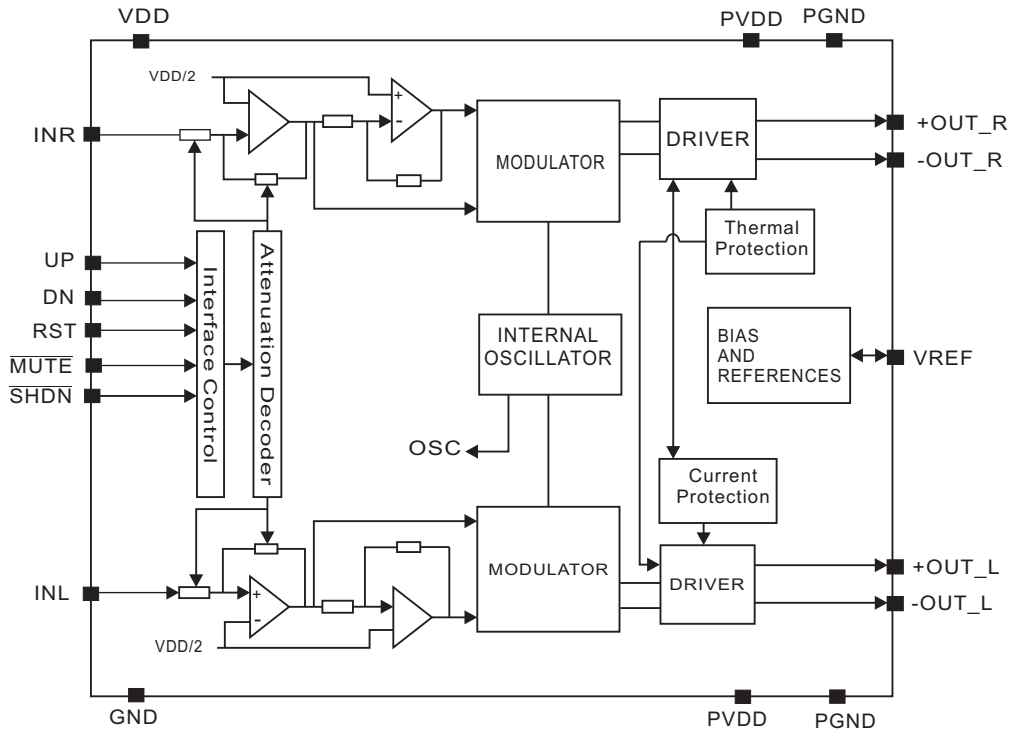 VDD
PVDD
PGND
VDD/2
+
-
INR
MODULATOR
DRIVER
+OUT_R
-OUT_R
Thermal
Protection
UP
DN
RST
MUTE
SHDN
Interface Control
Attenuation Decoder
INTERNAL
OSCILLATOR
BIAS
AND
REFERENCES
VREF
OSC
Current
Protection
INL
+
-
MODULATOR
DRIVER
+OUT_L
-OUT_L
VDD/2
GND
PVDD
PGND